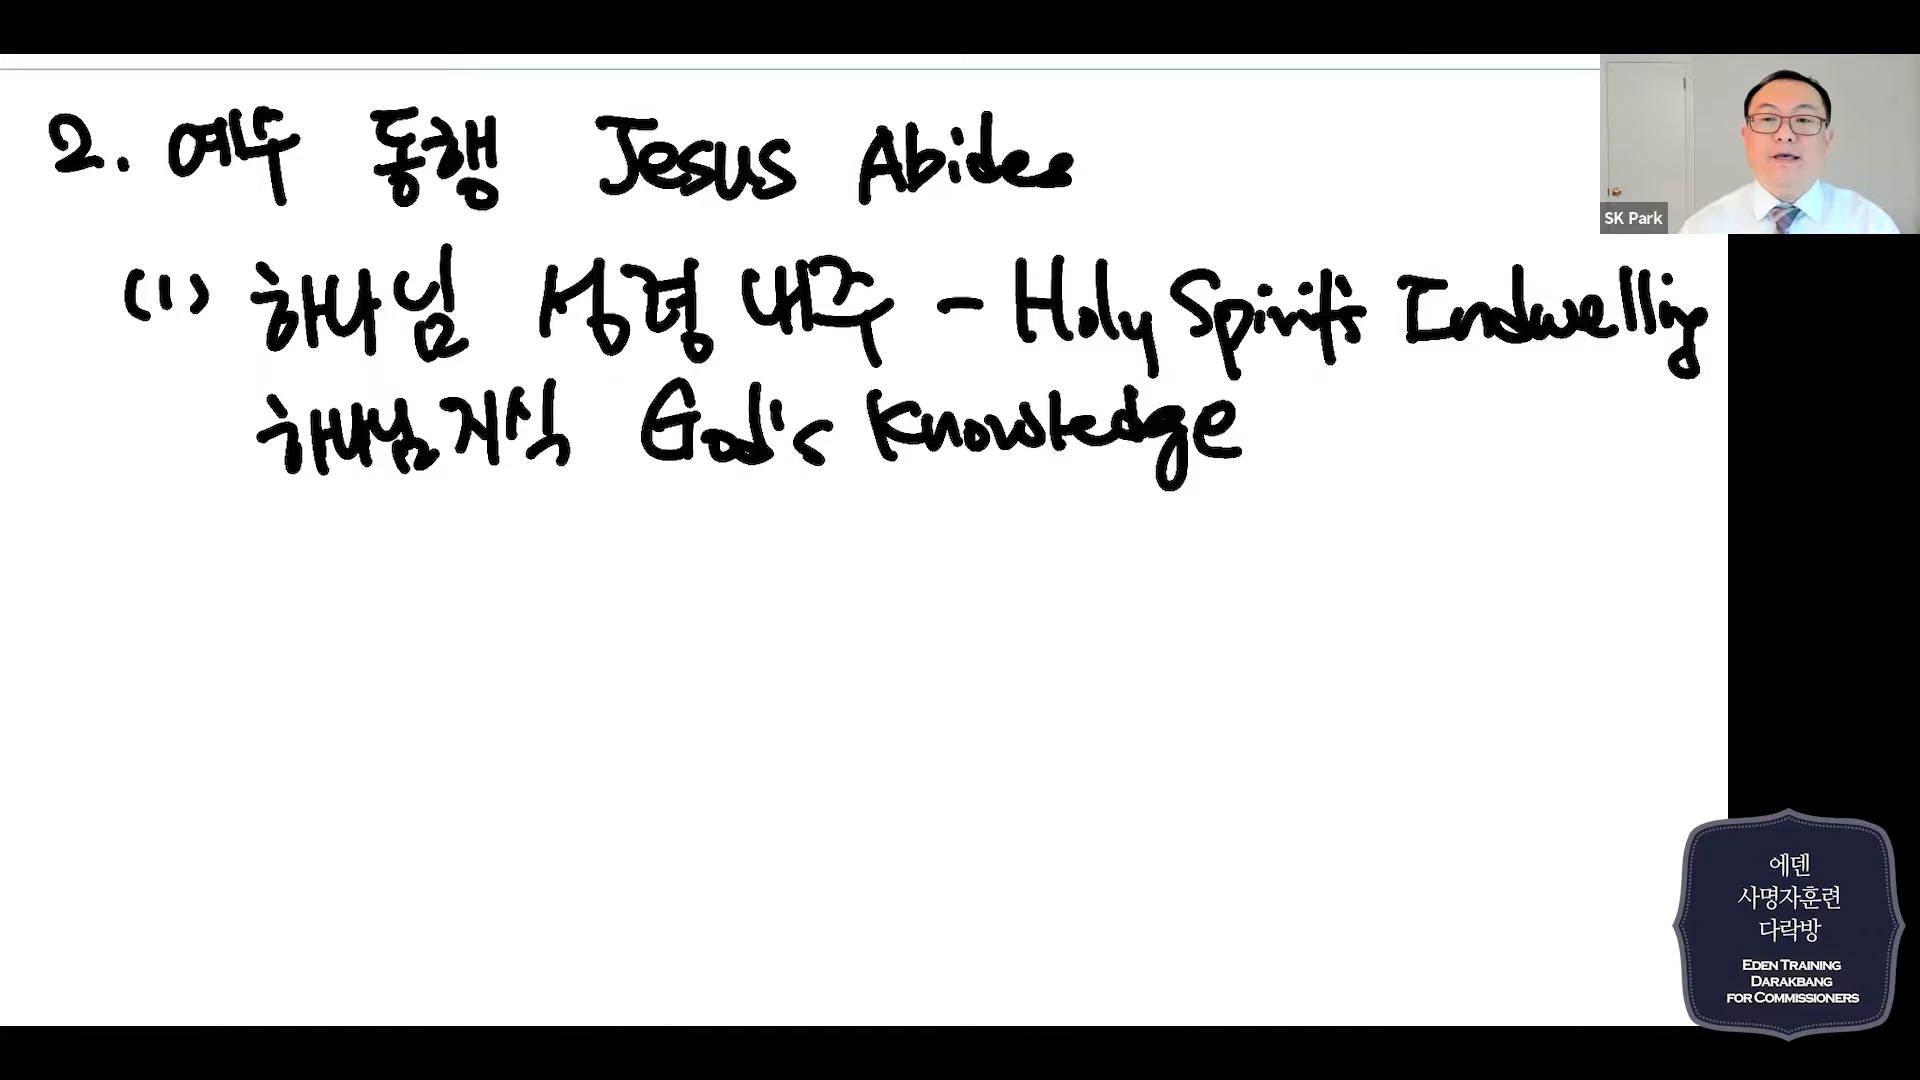 2. 예수 동행 Jesus Abides
(1) 하나님 성령 내주 - Holy Spirit's Indwelling
하나님 지식 God's Knowledge
SK Park
에덴
사명자훈련
다락방
EDEN TRAINING
DARAKBANG
FOR COMMISSIONERS